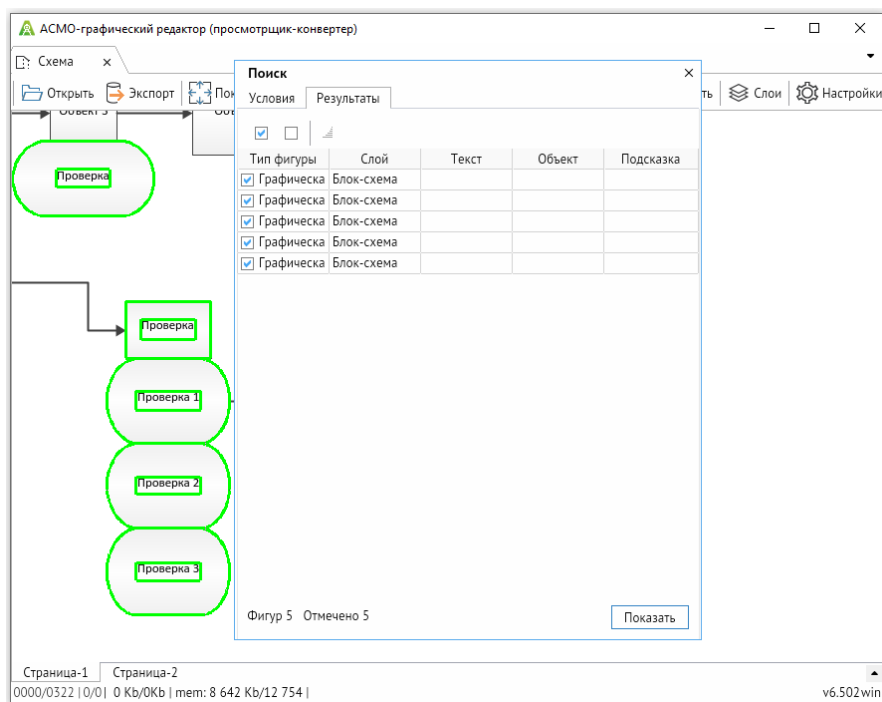 АСМО-графический редактор (просмотрщик-конвертер)
Схема
Открыть Экспорт Слои Настройки
Поиск
Условия Результаты
Тип фигуры Слой Текст Объект Подсказка
Графическа Блок-схема
Графическа Блок-схема
Графическа Блок-схема
Графическа Блок-схема
Графическа Блок-схема
Проверка
Проверка
Проверка 1
Проверка 2
Проверка 3
Фигур 5 Отмечено 5 Показать
Страница-1 Страница-2
0000/0322 | 0/0 | 0 Kb/0Kb | mem: 8 642 Kb/12 754 | v6.502win